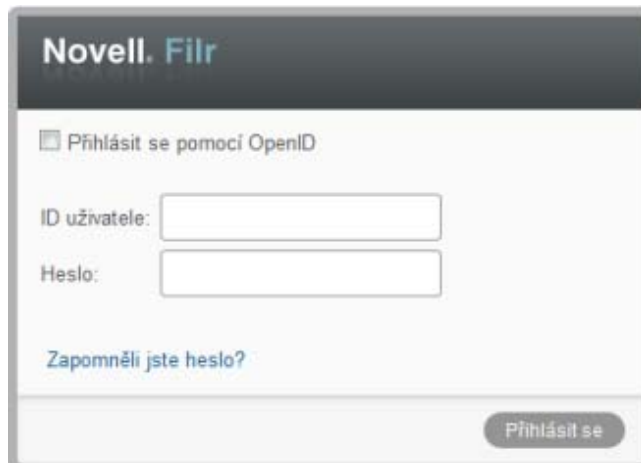 Novell. Filr
Přihlásit se pomocí OpenID
ID uživatele:
Heslo:
Zapomněli jste heslo?
Přihlásit se